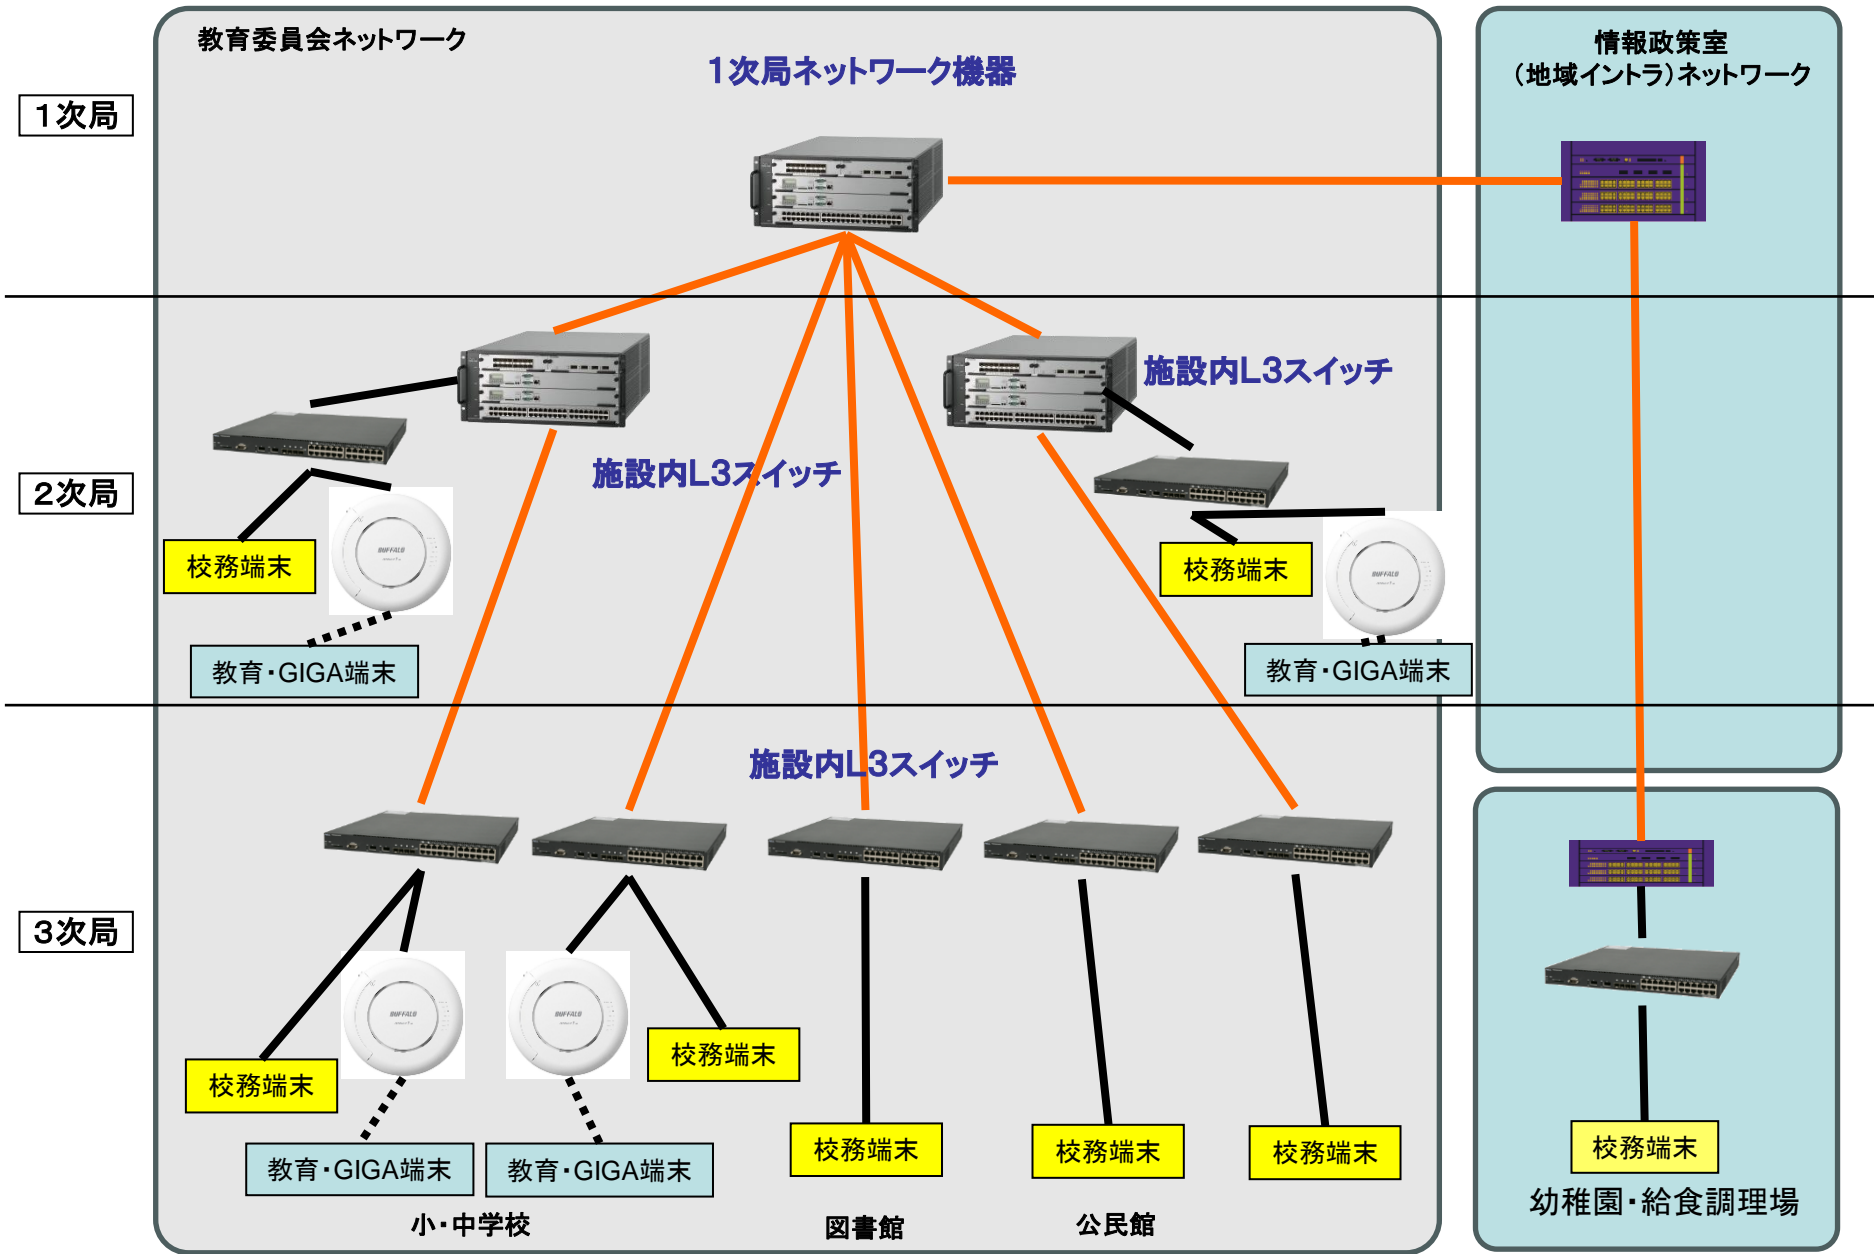 教育委員会ネットワーク
1次局ネットワーク機器
情報政策室
(地域イントラ)ネットワーク
1次局
施設内L3スイッチ
施設内L3スイッチ
2次局
校務端末
BUFFALO
教育・GIGA端末
校務端末
BUFFALO
教育・GIGA端末
施設内L3スイッチ
3次局
校務端末
BUFFALO
BUFFALO
校務端末
教育・GIGA端末
教育・GIGA端末
校務端末
校務端末
校務端末
校務端末
小・中学校
図書館
公民館
幼稚園・給食調理場